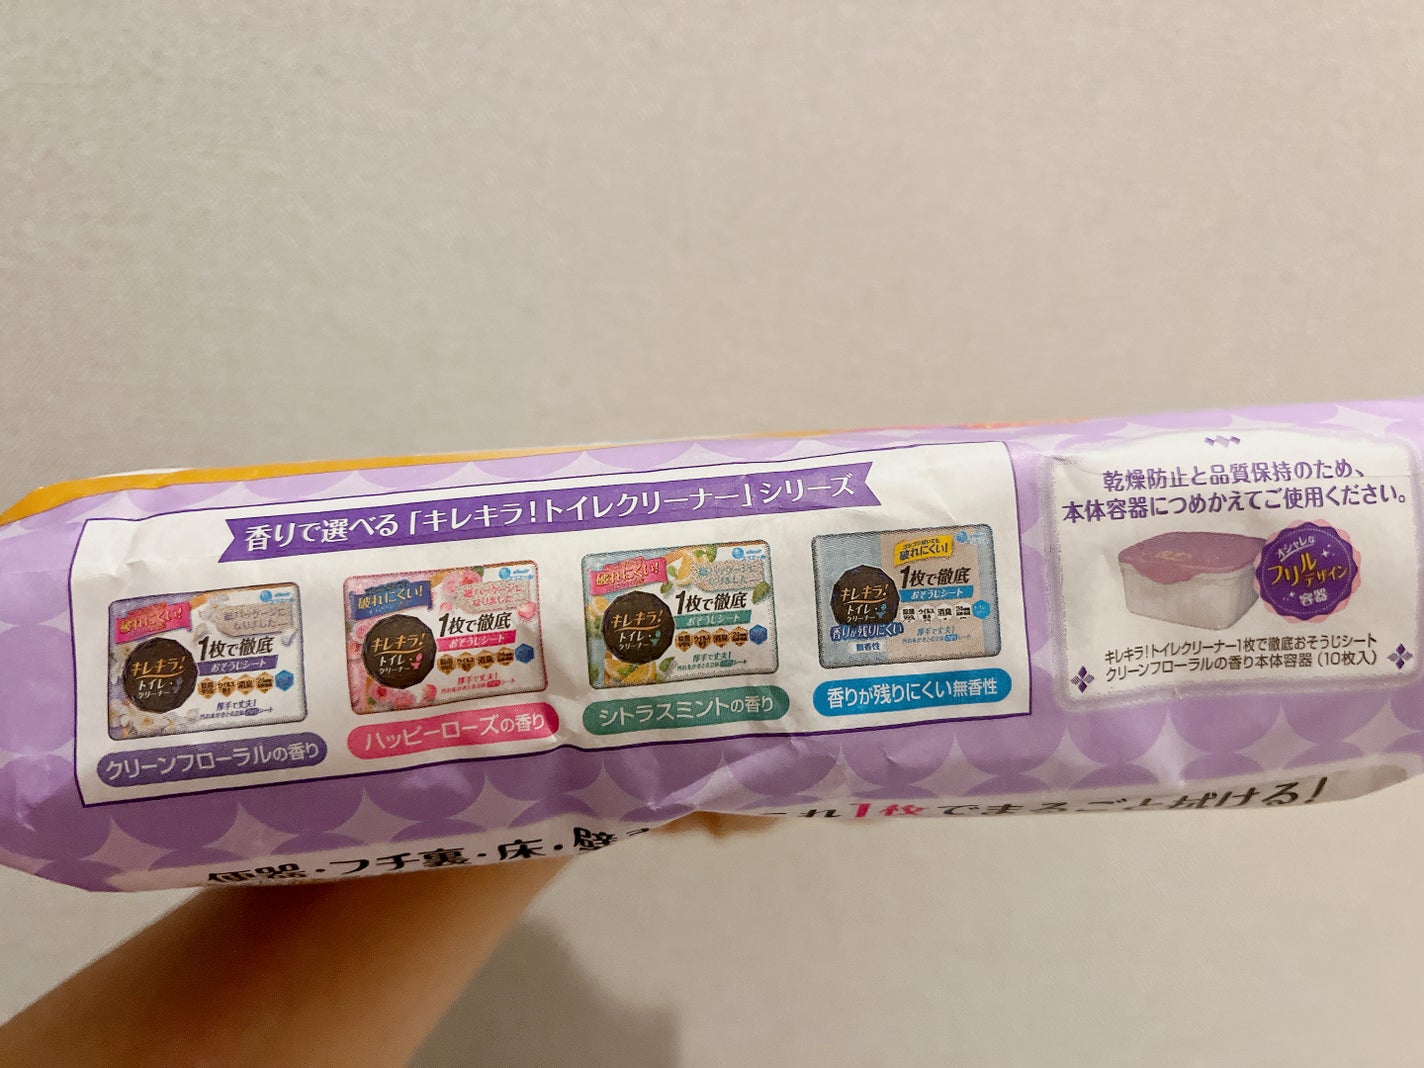 香りで選べる「キレキラ!トイレクリーナー」シリーズ
破れにくい!
1枚で徹底
おそうじシート
キレキラ!
トイレ
クリーナー
厚手で丈夫!
クリーンフローラルの香り
破れにくい!
1枚で徹底
おそうじシート
キレキラ!
トイレ
クリーナー
厚手で丈夫!
ハッピーローズの香り
破れにくい!
1枚で徹底
おそうじシート
キレキラ!
トイレ
クリーナー
厚手で丈夫!
シトラスミントの香り
破れにくい!
1枚で徹底
おそうじシート
キレキラ!
トイレ
クリーナー
香りが残りにくい
無香性
厚手で丈夫!
香りが残りにくい無香性
乾燥防止と品質保持のため、
本体容器につめかえてご使用ください。
オシャレな
フリル
デザイン
容器
キレキラ!トイレクリーナー1枚で徹底おそうじシート
クリーンフローラルの香り本体容器(10枚入)
便器・フチ裏・床・壁 これ1枚でまるごと拭ける!